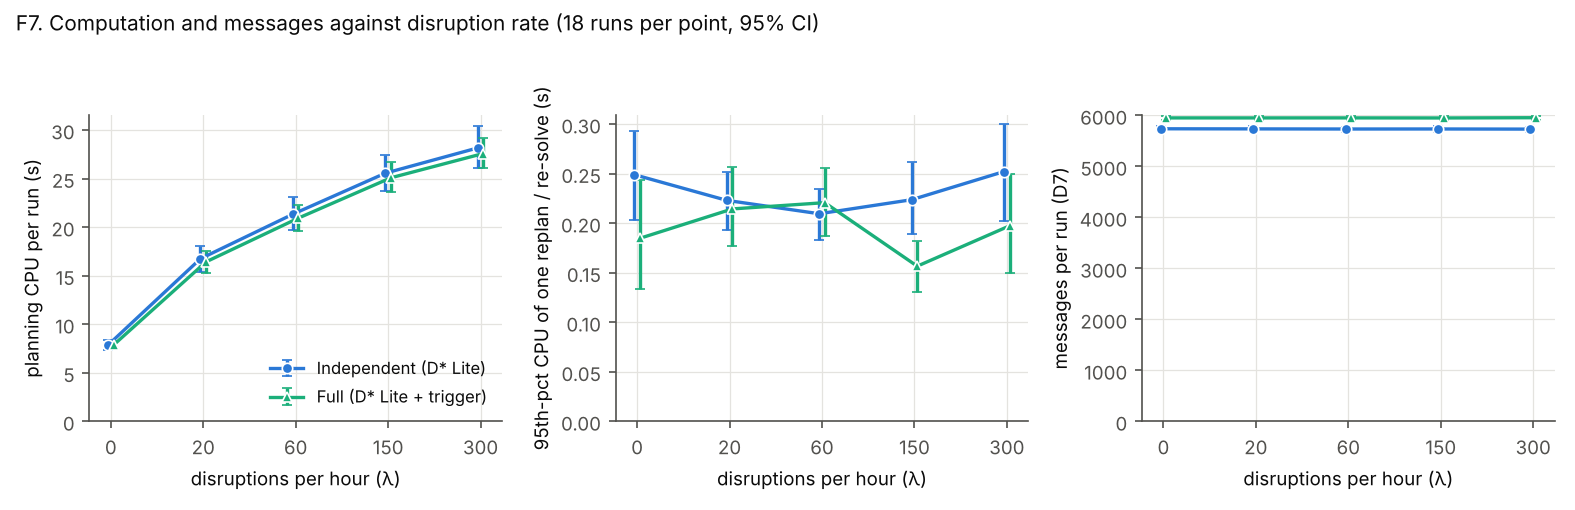 F7. Computation and messages against disruption rate (18 runs per point, 95% CI)
planning CPU per run (s)
30
25
20
15
10
5
0
0 20 60 150 300
disruptions per hour (λ)
Independent (D* Lite)
Full (D* Lite + trigger)
95th-pct CPU of one replan / re-solve (s)
0.30
0.25
0.20
0.15
0.10
0.05
0.00
0 20 60 150 300
disruptions per hour (λ)
messages per run (D7)
6000
5000
4000
3000
2000
1000
0
0 20 60 150 300
disruptions per hour (λ)